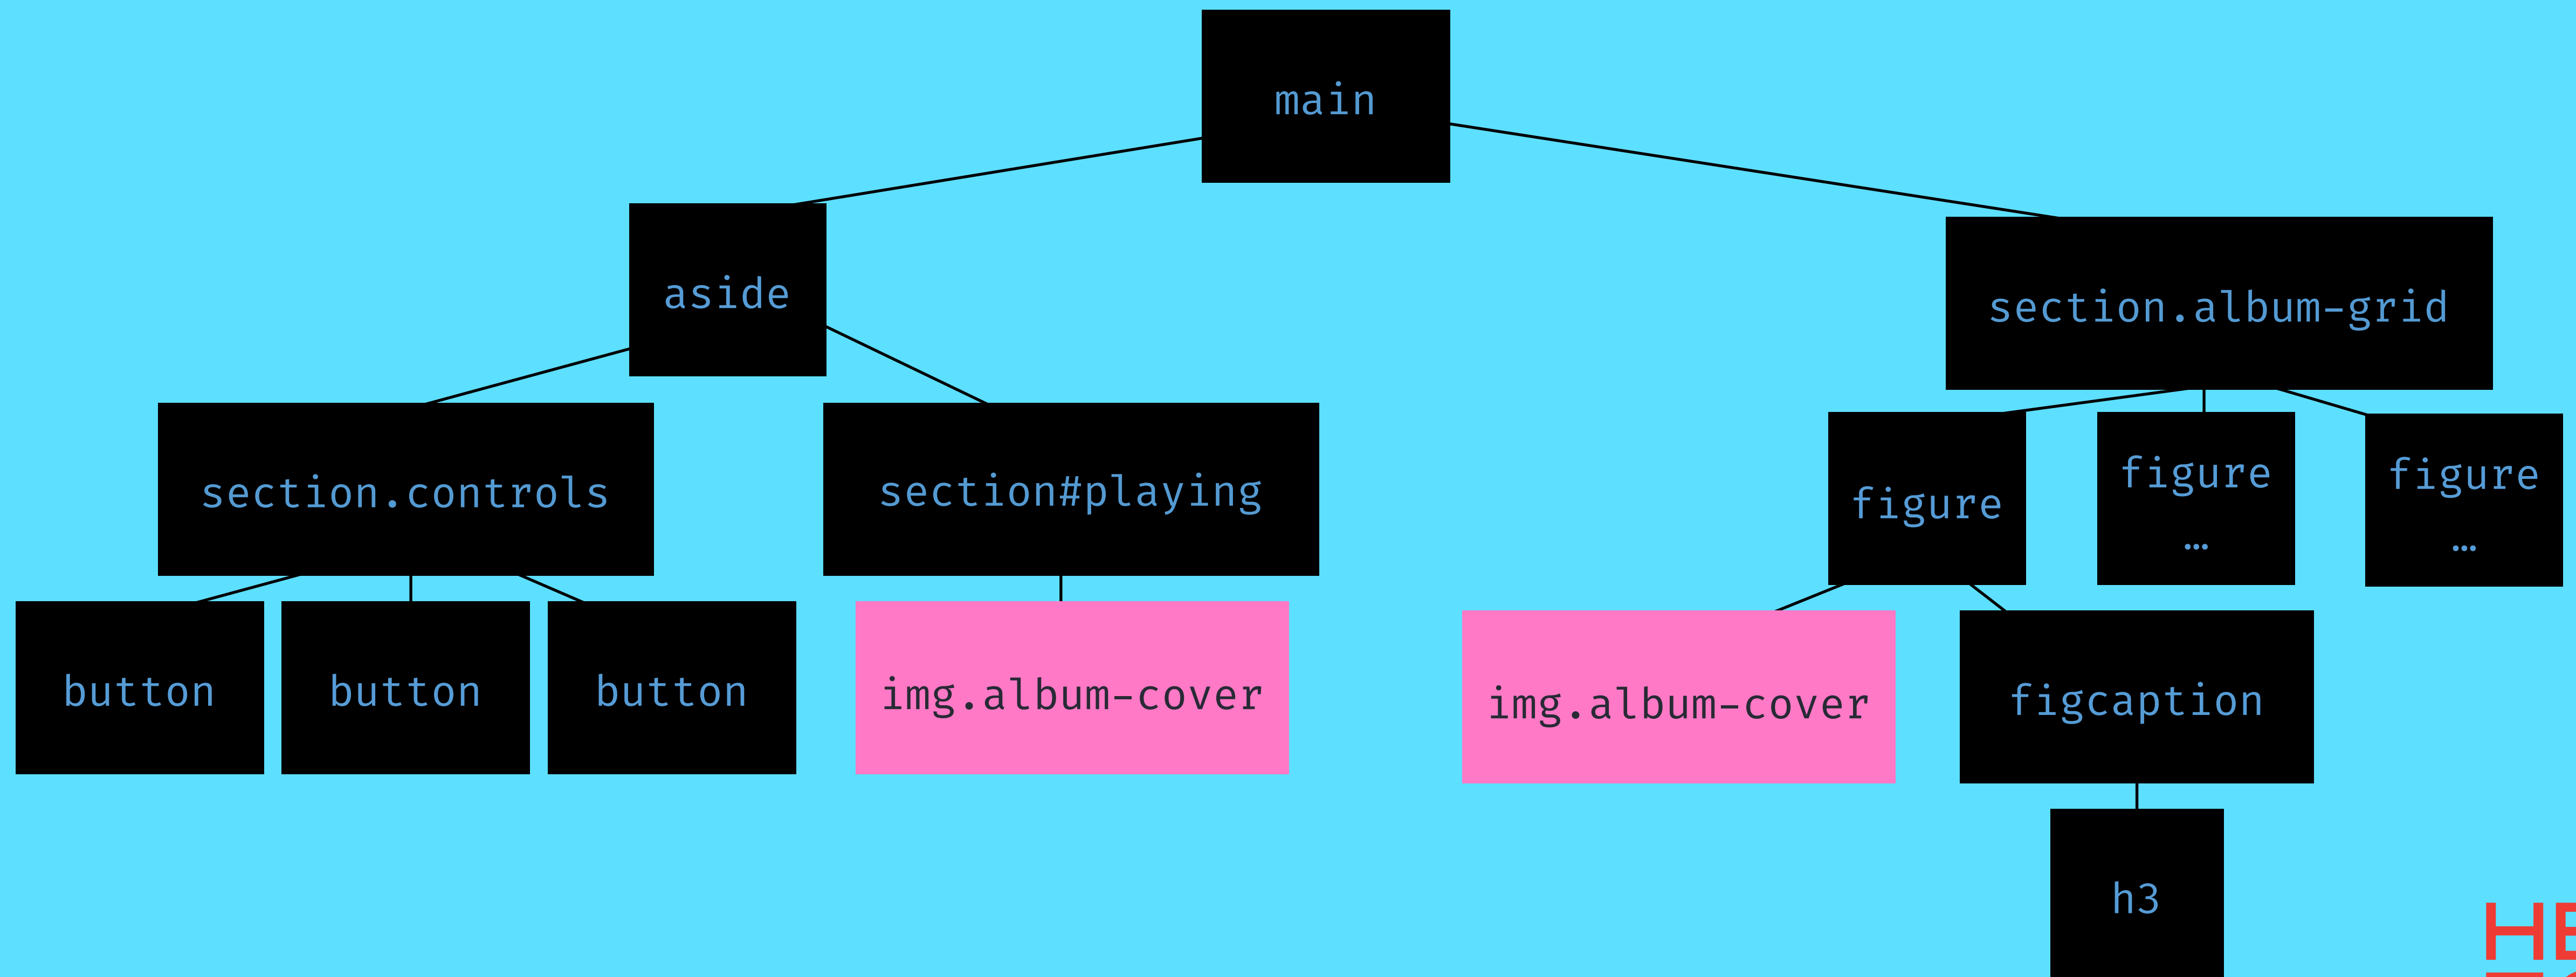 main
aside
section.album-grid
section.controls
section#playing
figure
figure
…
figure
…
button
button
button
img.album-cover
img.album-cover
figcaption
h3